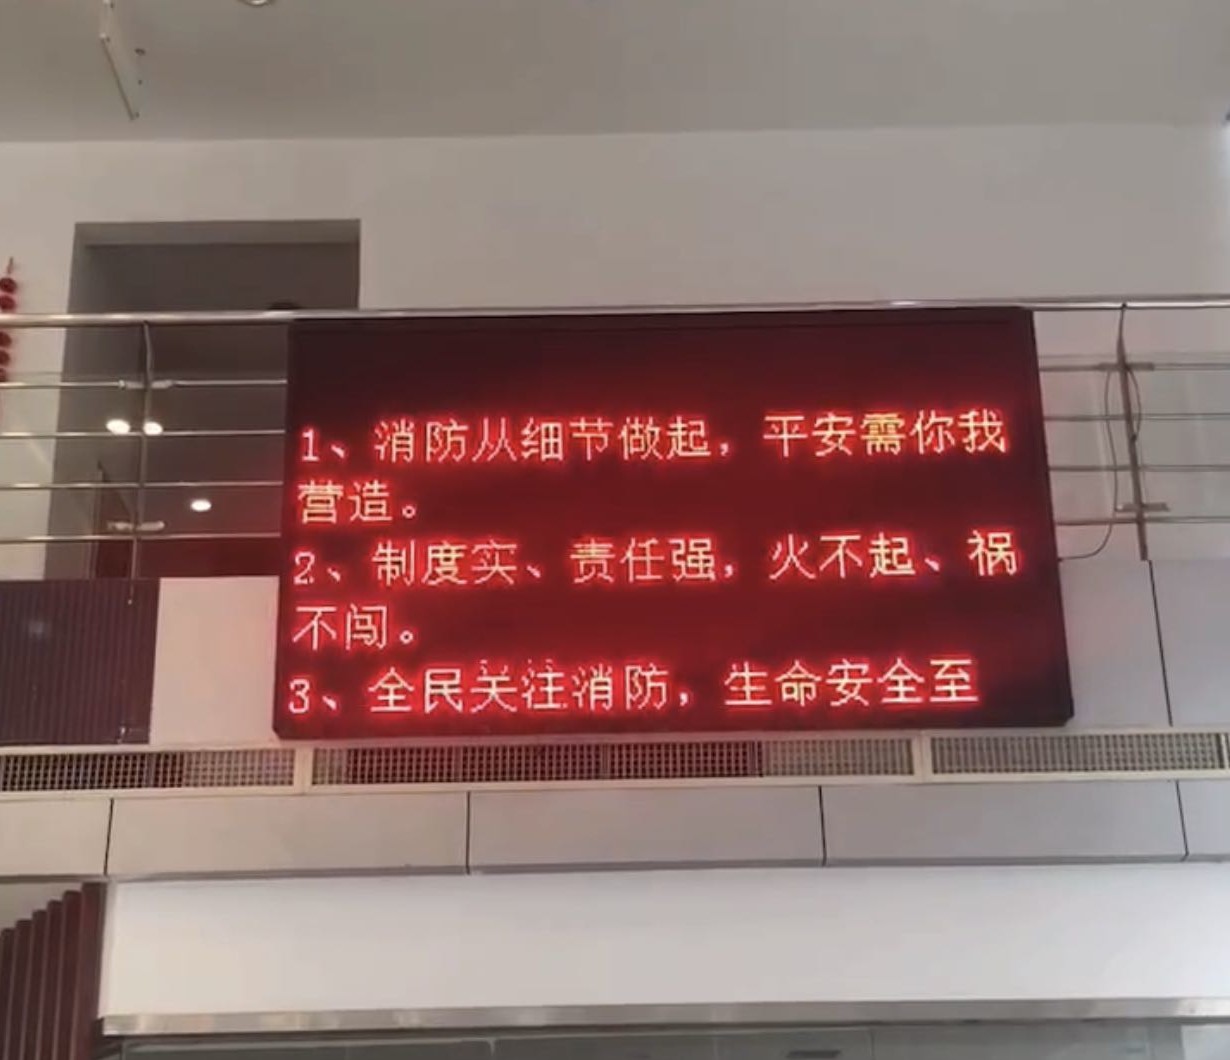 1、消防从细节做起，平安需你我
营造。
2、制度实、责任强，火不起、祸
不闯。
3、全民关注消防，生命安全至